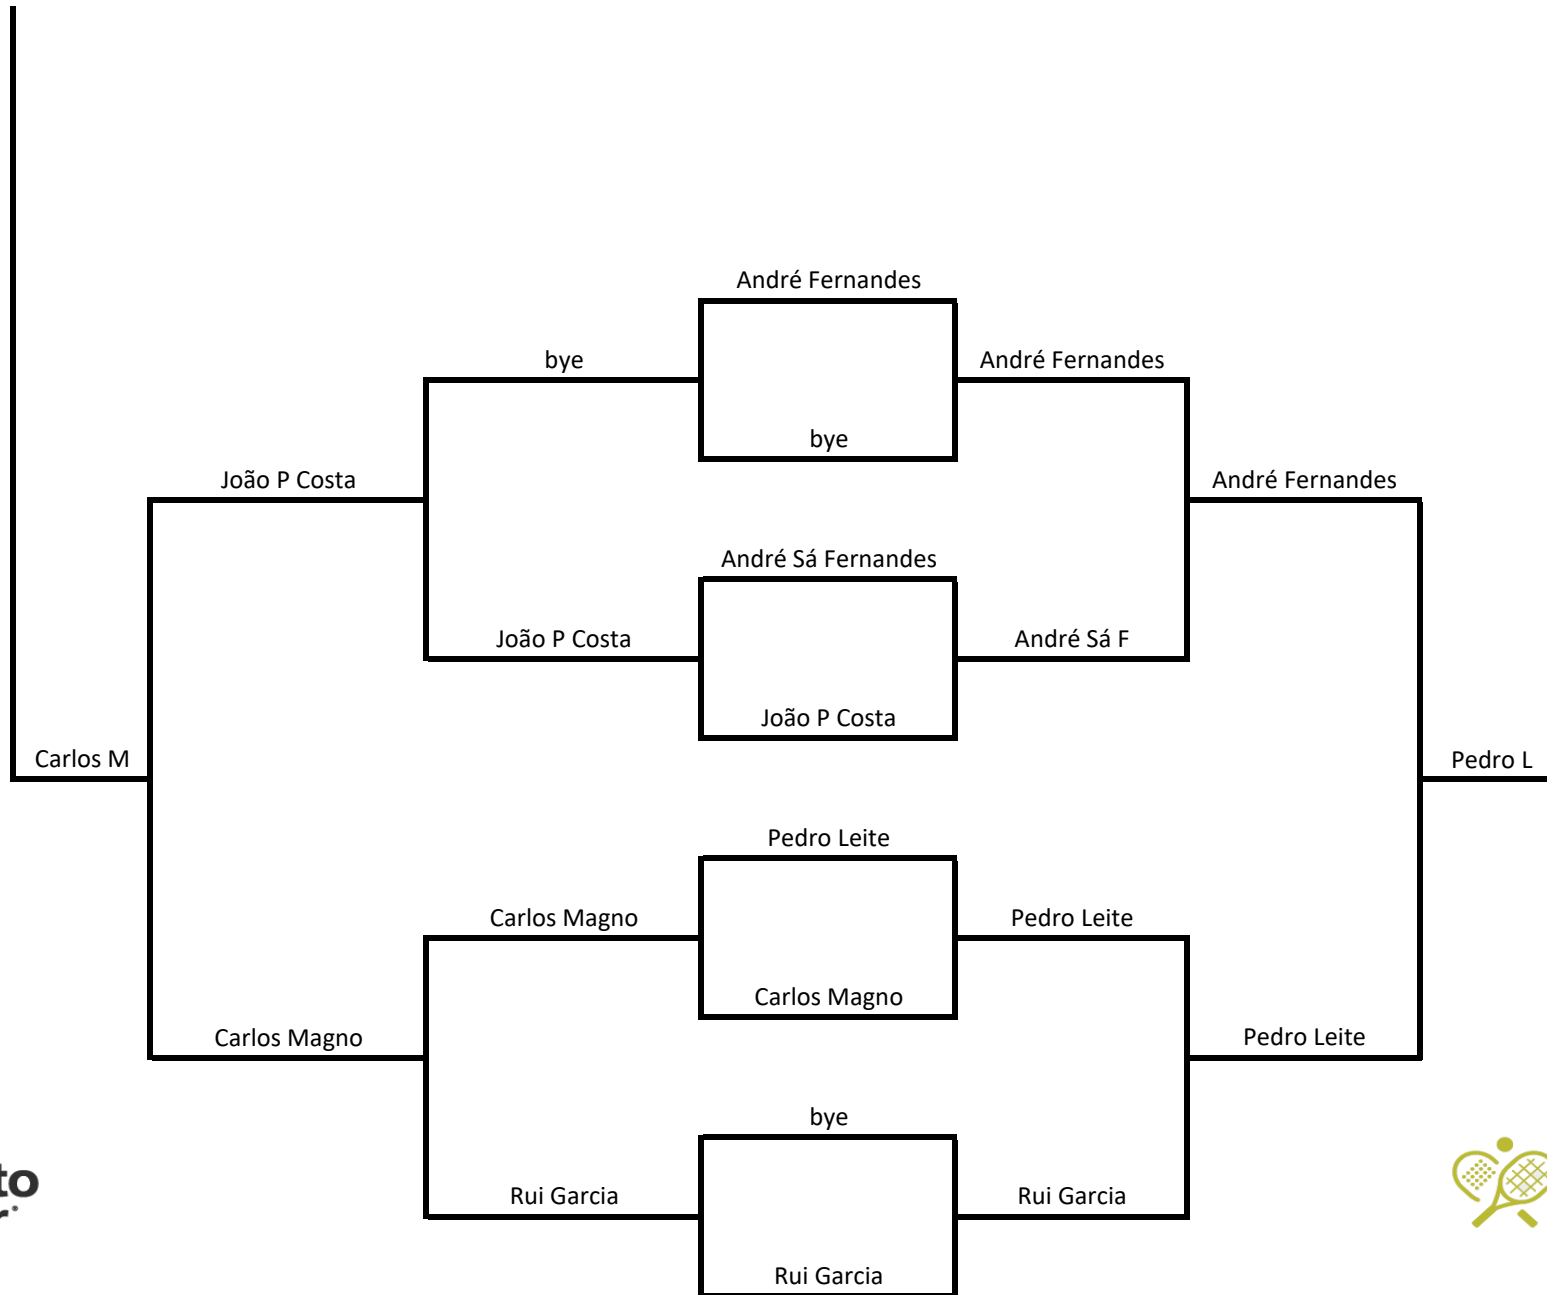 André Fernandes
bye
André Fernandes
bye
João P Costa
André Fernandes
André Sá Fernandes
João P Costa
André Sá F
João P Costa
Carlos M
Pedro L
Pedro Leite
Carlos Magno
Pedro Leite
Carlos Magno
Carlos Magno
Pedro Leite
bye
Rui Garcia
Rui Garcia
Rui Garcia